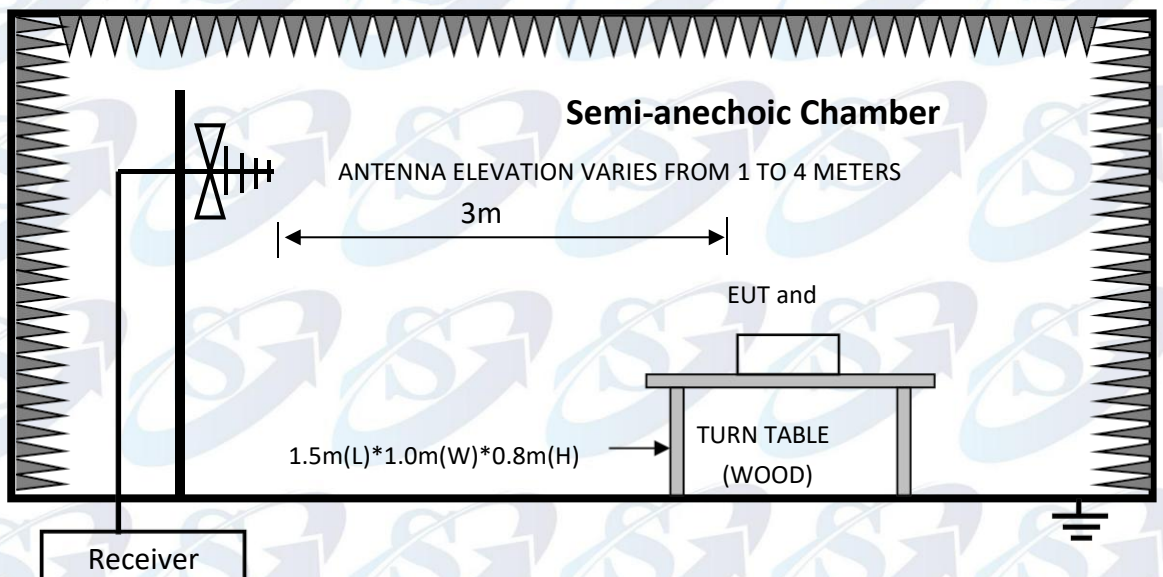 Semi-anechoic Chamber
ANTENNA ELEVATION VARIES FROM 1 TO 4 METERS
3m
EUT and
TURN TABLE
1.5m(L)*1.0m(W)*0.8m(H)
(WOOD)
Receiver